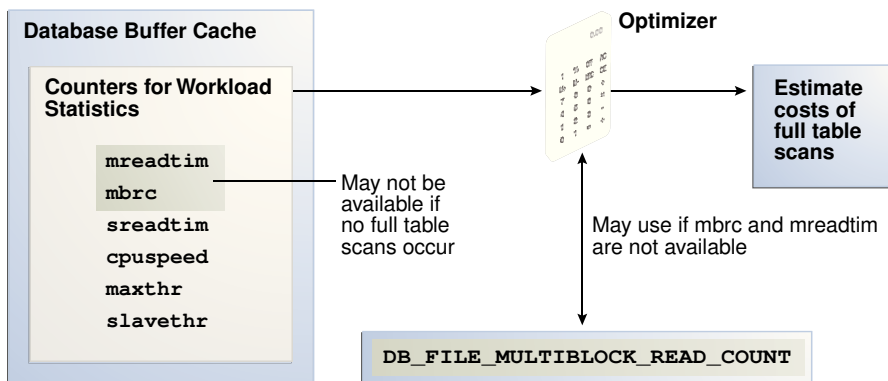 Database Buffer Cache
Counters for Workload
Statistics
mreadtim
mbrc
sreadtim
cpuspeed
maxthr
slavethr
May not be
available if
no full table
scans occur
Optimizer
0.00
Estimate
costs of
full table
scans
May use if mbrc and mreadtim
are not available
DB_FILE_MULTIBLOCK_READ_COUNT